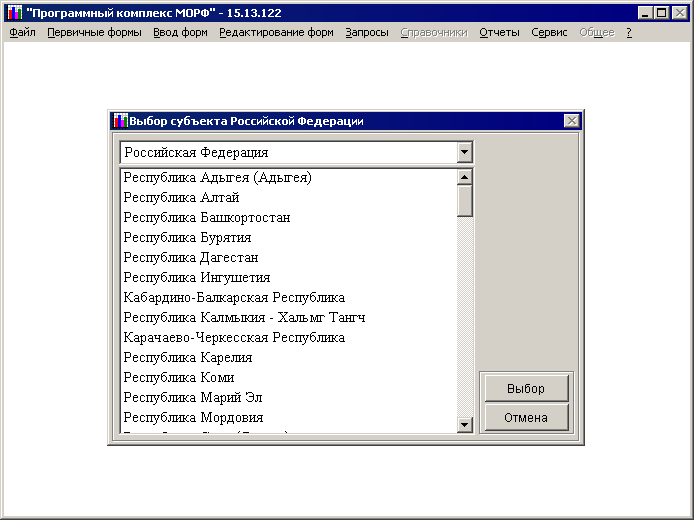 "Программный комплекс МОРФ" - 15.13.122
Файл Первичные формы Ввод форм Редактирование форм Запросы Справочники Отчеты Сервис Общее ?
Выбор субъекта Российской Федерации
Российская Федерация
Республика Адыгея (Адыгея)
Республика Алтай
Республика Башкортостан
Республика Бурятия
Республика Дагестан
Республика Ингушетия
Кабардино-Балкарская Республика
Республика Калмыкия - Хальмг Тангч
Карачаево-Черкесская Республика
Республика Карелия
Республика Коми
Республика Марий Эл
Республика Мордовия
Выбор
Отмена